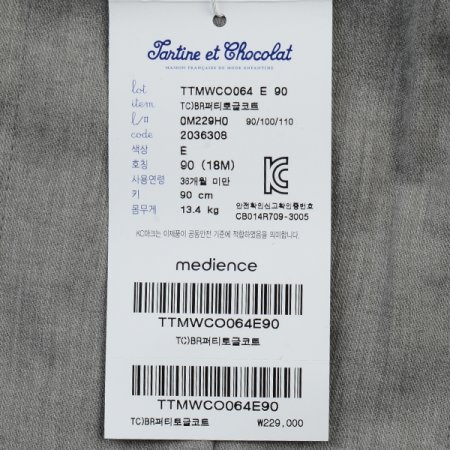 Tartine et Chocolat
MAISON FRANÇAISE DE MODE ENFANTINE
lot TTMWCO064 E 90
item TC)BR퍼티토글코트
l/m 0M229H0 90/100/110
code 2036308
색상 E
호칭 90 (18M)
사용연령 36개월 미만
키 90 cm
몸무게 13.4 kg
안전확인신고확인증번호
CB014R709-3005
KC마크는 이제품이 공통안전 기준에 적합하였음을 의미합니다.
medience
TTMWCO064E90
TC)BR퍼티토글코트
TTMWCO064E90
TC)BR퍼티토글코트 ₩229,000